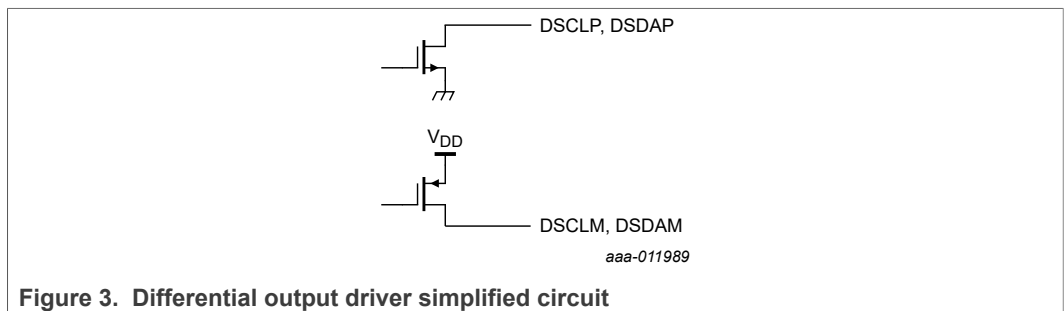 DSCLP, DSDAP
VDD
DSCLM, DSDAM
aaa-011989
Figure 3. Differential output driver simplified circuit